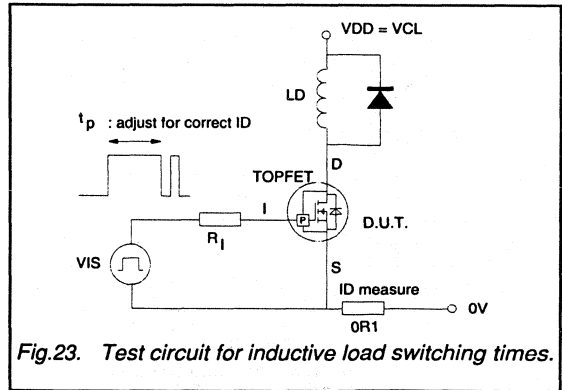 VDD = VCL
LD
t p : adjust for correct ID
D
TOPFET
P
D.U.T.
I
RI
VIS
S
ID measure
0V
0R1
Fig.23. Test circuit for inductive load switching times.